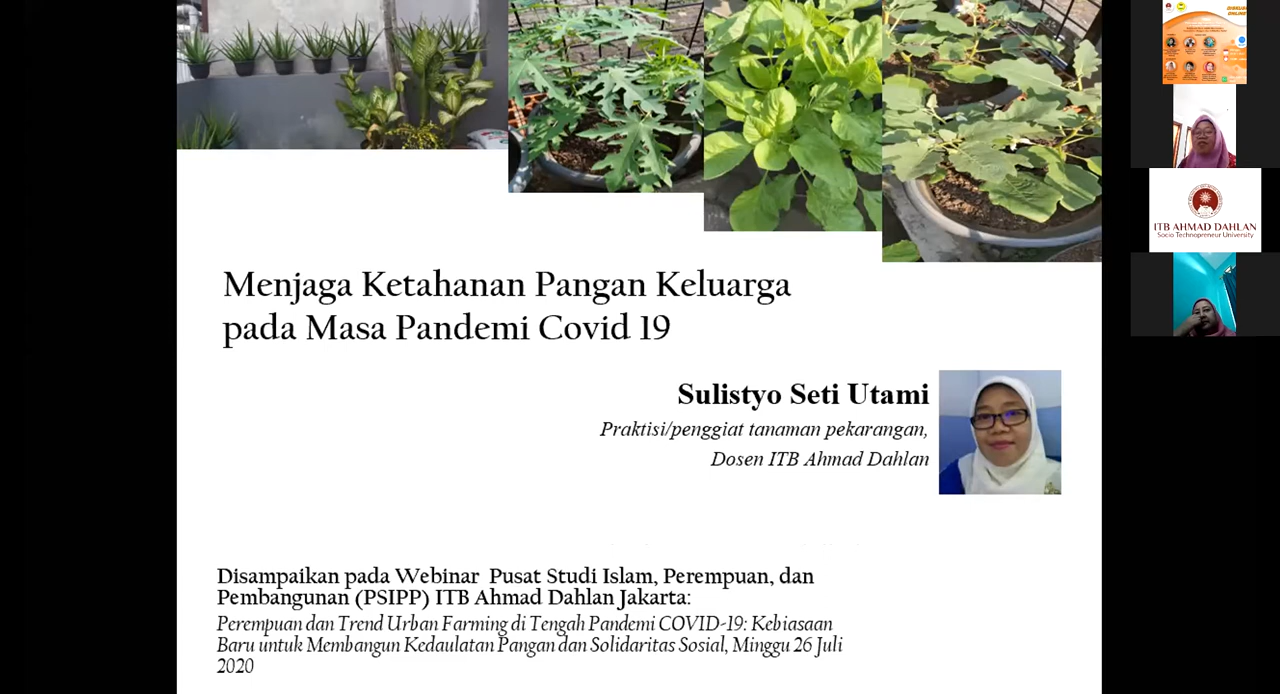 Menjaga Ketahanan Pangan Keluarga
pada Masa Pandemi Covid 19
Sulistyo Seti Utami
Praktisi/penggiat tanaman pekarangan,
Dosen ITB Ahmad Dahlan
Disampaikan pada Webinar Pusat Studi Islam, Perempuan, dan
Pembangunan (PSIPP) ITB Ahmad Dahlan Jakarta:
Perempuan dan Trend Urban Farming di Tengah Pandemi COVID-19: Kebiasaan
Baru untuk Membangun Kedaulatan Pangan dan Solidaritas Sosial, Minggu 26 Juli
2020
DISKUSI
ONLINE
ITB AHMAD DAHLAN
Socio Technopreneur University